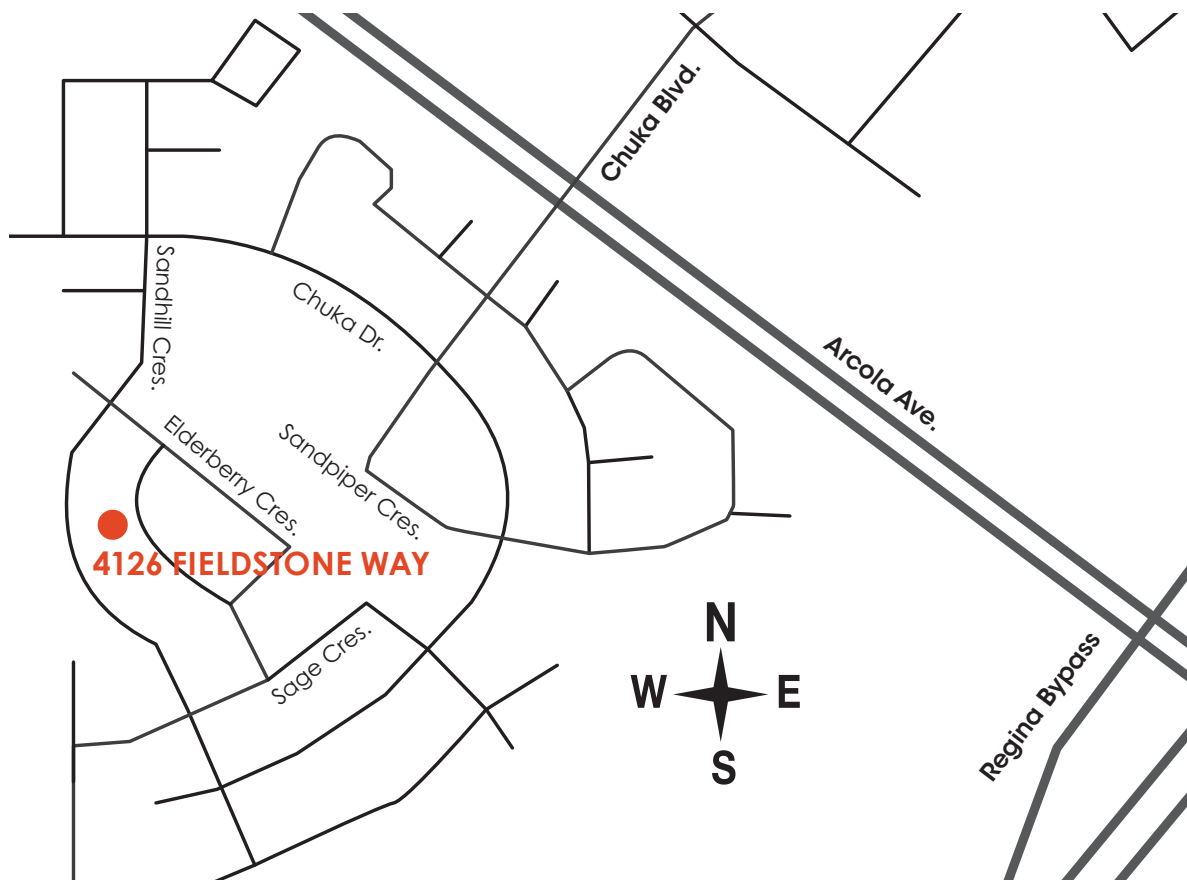 Chuka Blvd.
Sandhill Cres.
Chuka Dr.
Arcola Ave.
Elderberry Cres.
Sandpiper Cres.
4126 FIELDSTONE WAY
Sage Cres.
N
W E
S
Regina Bypass